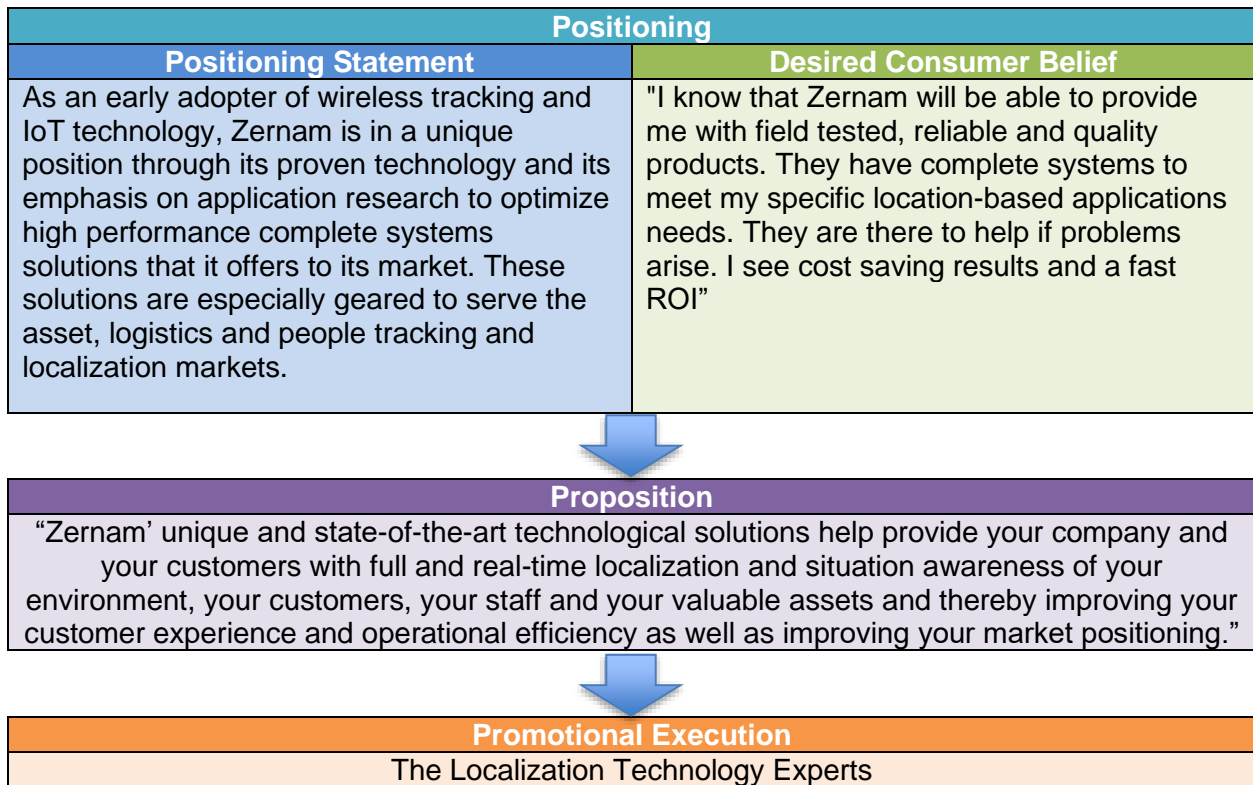 Positioning
Positioning Statement
As an early adopter of wireless tracking and
IoT technology, Zernam is in a unique
position through its proven technology and its
emphasis on application research to optimize
high performance complete systems
solutions that it offers to its market. These
solutions are especially geared to serve the
asset, logistics and people tracking and
localization markets.
Desired Consumer Belief
"I know that Zernam will be able to provide
me with field tested, reliable and quality
products. They have complete systems to
meet my specific location-based applications
needs. They are there to help if problems
arise. I see cost saving results and a fast
ROI”
Proposition
“Zernam’ unique and state-of-the-art technological solutions help provide your company and
your customers with full and real-time localization and situation awareness of your
environment, your customers, your staff and your valuable assets and thereby improving your
customer experience and operational efficiency as well as improving your market positioning.”
Promotional Execution
The Localization Technology Experts